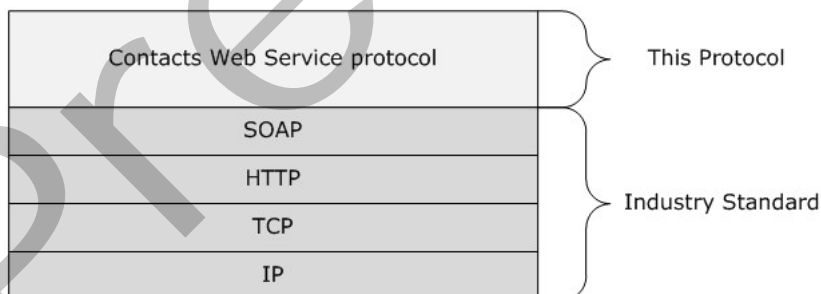 Contacts Web Service protocol
This Protocol
SOAP
HTTP
Industry Standard
TCP
IP